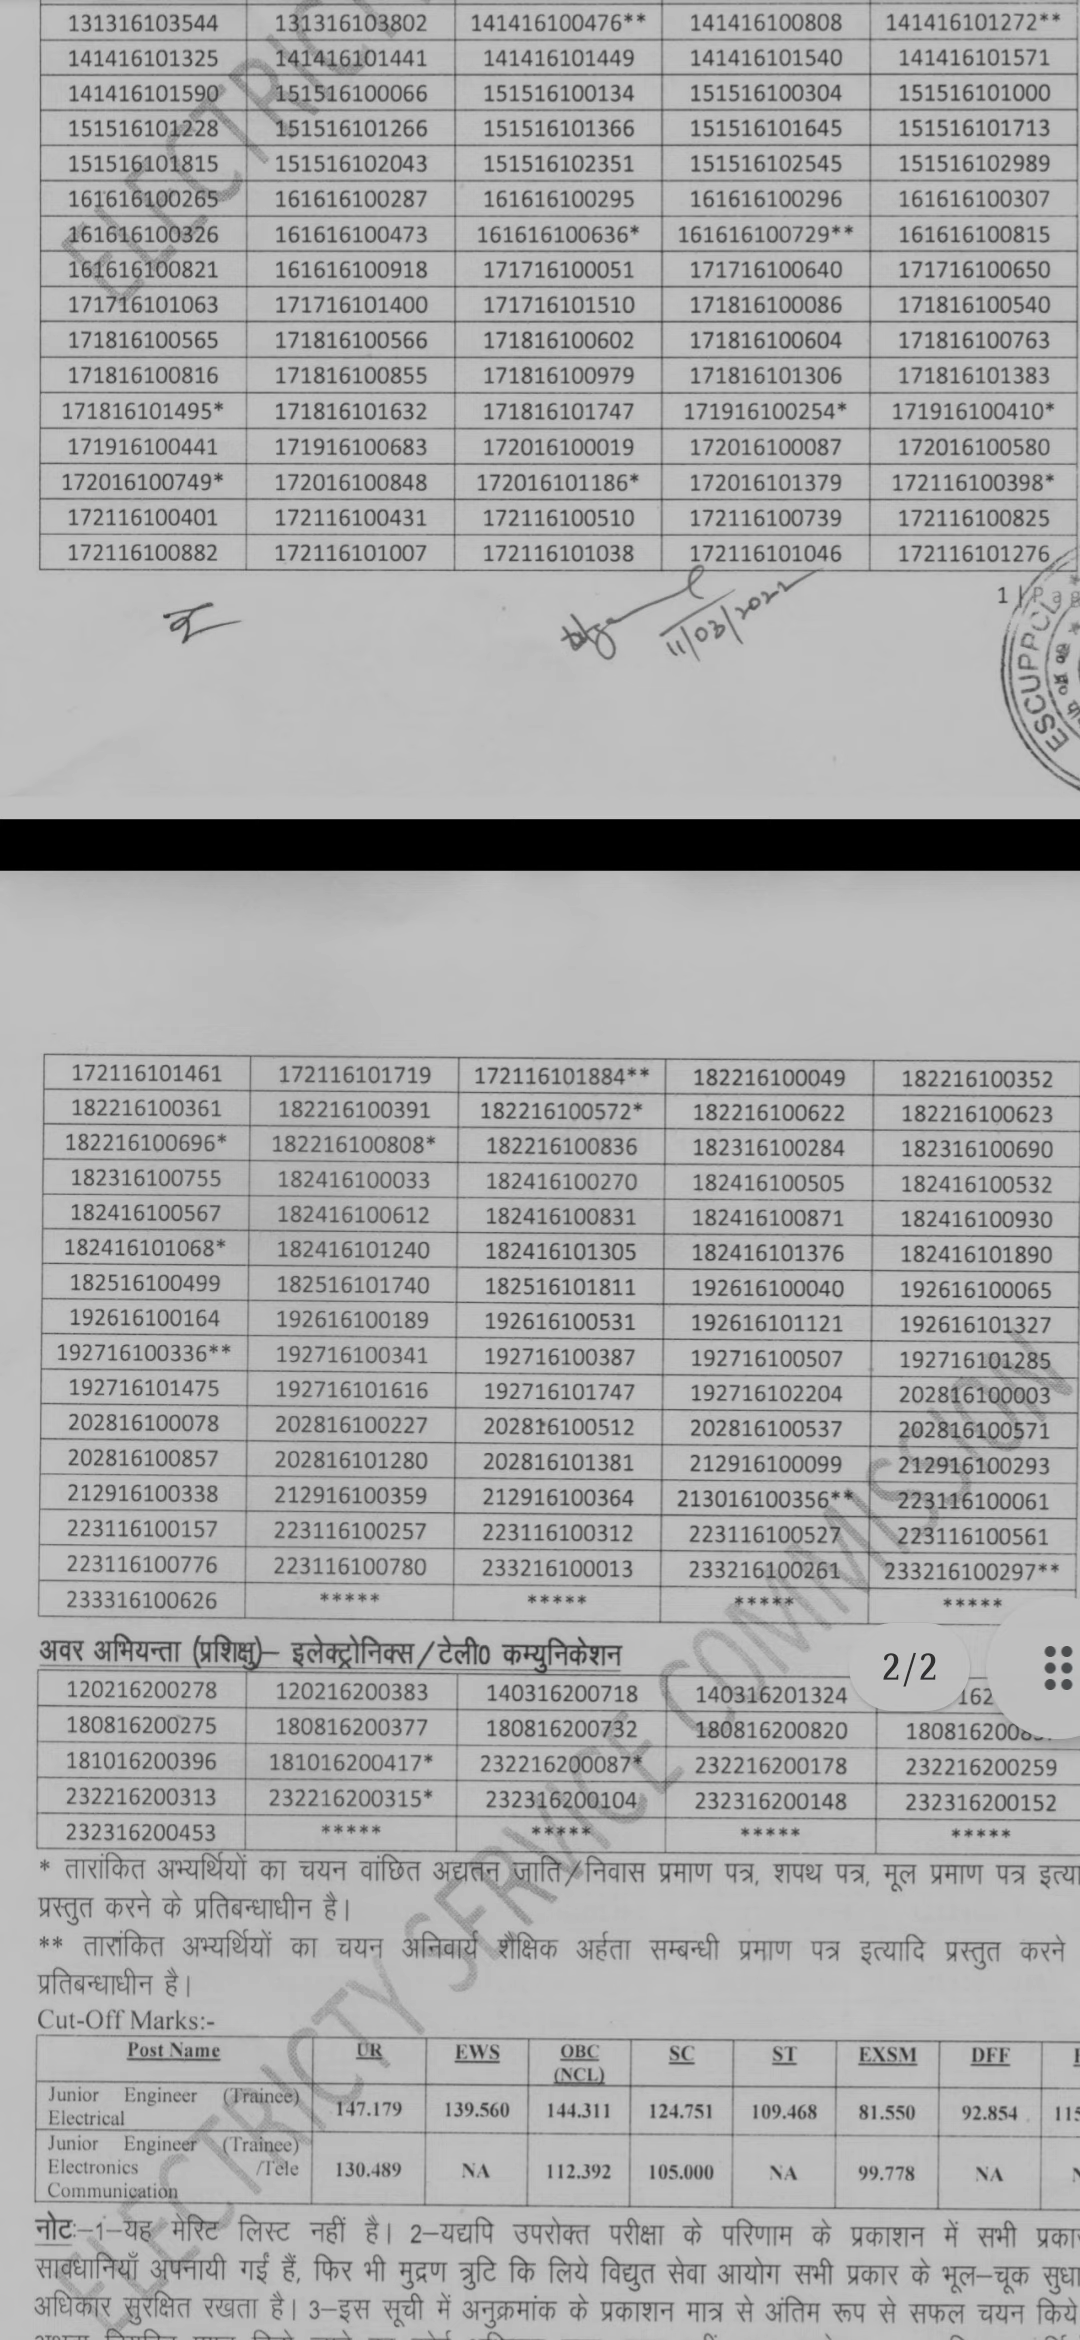 131316103544 131316103802 141416100476** 141416100808 141416101272**
141416101325 141416101441 141416101449 141416101540 141416101571
141416101590 151516100066 151516100134 151516100304 151516101000
151516101228 151516101266 151516101366 151516101645 151516101713
151516101815 151516102043 151516102351 151516102545 151516102989
161616100265 161616100287 161616100295 161616100296 161616100307
161616100326 161616100473 161616100636* 161616100729** 161616100815
161616100821 161616100918 171716100051 171716100640 171716100650
171716101063 171716101400 171716101510 171816100086 171816100540
171816100565 171816100566 171816100602 171816100604 171816100763
171816100816 171816100855 171816100979 171816101306 171816101383
171816101495* 171816101632 171816101747 171916100254* 171916100410*
171916100441 171916100683 172016100019 172016100087 172016100580
172016100749* 172016100848 172016101186* 172016101379 172116100398*
172116100401 172116100431 172116100510 172116100739 172116100825
172116100882 172116101007 172116101038 172116101046 172116101276
1 | Pag
11/03/2022
ESCUPPCL
172116101461 172116101719 172116101884** 182216100049 182216100352
182216100361 182216100391 182216100572* 182216100622 182216100623
182216100696* 182216100808* 182216100836 182316100284 182316100690
182316100755 182416100033 182416100270 182416100505 182416100532
182416100567 182416100612 182416100831 182416100871 182416100930
182416101068* 182416101240 182416101305 182416101376 182416101890
182516100499 182516101740 182516101811 192616100040 192616100065
192616100164 192616100189 192616100531 192616101121 192616101327
192716100336** 192716100341 192716100387 192716100507 192716101285
192716101475 192716101616 192716101747 192716102204 202816100003
202816100078 202816100227 202816100512 202816100537 202816100571
202816100857 202816101280 202816101381 212916100099 212916100293
212916100338 212916100359 212916100364 213016100356** 223116100061
223116100157 223116100257 223116100312 223116100527 223116100561
223116100776 223116100780 233216100013 233216100261 233216100297**
233316100626 ***** ***** ***** *****
अवर अभियन्ता (प्रशिक्षु)– इलेक्ट्रोनिक्स/टेली0 कम्युनिकेशन
2/2
120216200278 120216200383 140316200718 140316201324 162
180816200275 180816200377 180816200732 180816200820 180816200
181016200396 181016200417* 232216200087* 232216200178 232216200259
232216200313 232216200315* 232316200104 232316200148 232316200152
232316200453 ***** ***** ***** *****
* तारांकित अभ्यर्थियों का चयन वांछित अद्यतन जाति/निवास प्रमाण पत्र, शपथ पत्र, मूल प्रमाण पत्र इत्या
प्रस्तुत करने के प्रतिबन्धाधीन है।
** तारांकित अभ्यर्थियों का चयन अनिवार्य शैक्षिक अर्हता सम्बन्धी प्रमाण पत्र इत्यादि प्रस्तुत करने
प्रतिबन्धाधीन है।
Cut-Off Marks:-
Post Name UR EWS OBC (NCL) SC ST EXSM DFF
Junior Engineer (Trainee) Electrical 147.179 139.560 144.311 124.751 109.468 81.550 92.854 115
Junior Engineer (Trainee) Electronics /Tele Communication 130.489 NA 112.392 105.000 NA 99.778 NA
नोटः–1–यह मेरिट लिस्ट नहीं है। 2–यद्यपि उपरोक्त परीक्षा के परिणाम के प्रकाशन में सभी प्रकार
सावधानियाँ अपनायी गई हैं, फिर भी मुद्रण त्रुटि कि लिये विद्युत सेवा आयोग सभी प्रकार के भूल–चूक सुधा
अधिकार सुरक्षित रखता है। 3–इस सूची में अनुक्रमांक के प्रकाशन मात्र से अंतिम रूप से सफल चयन किये
ELECTRICTY SERVICE COMMISSION